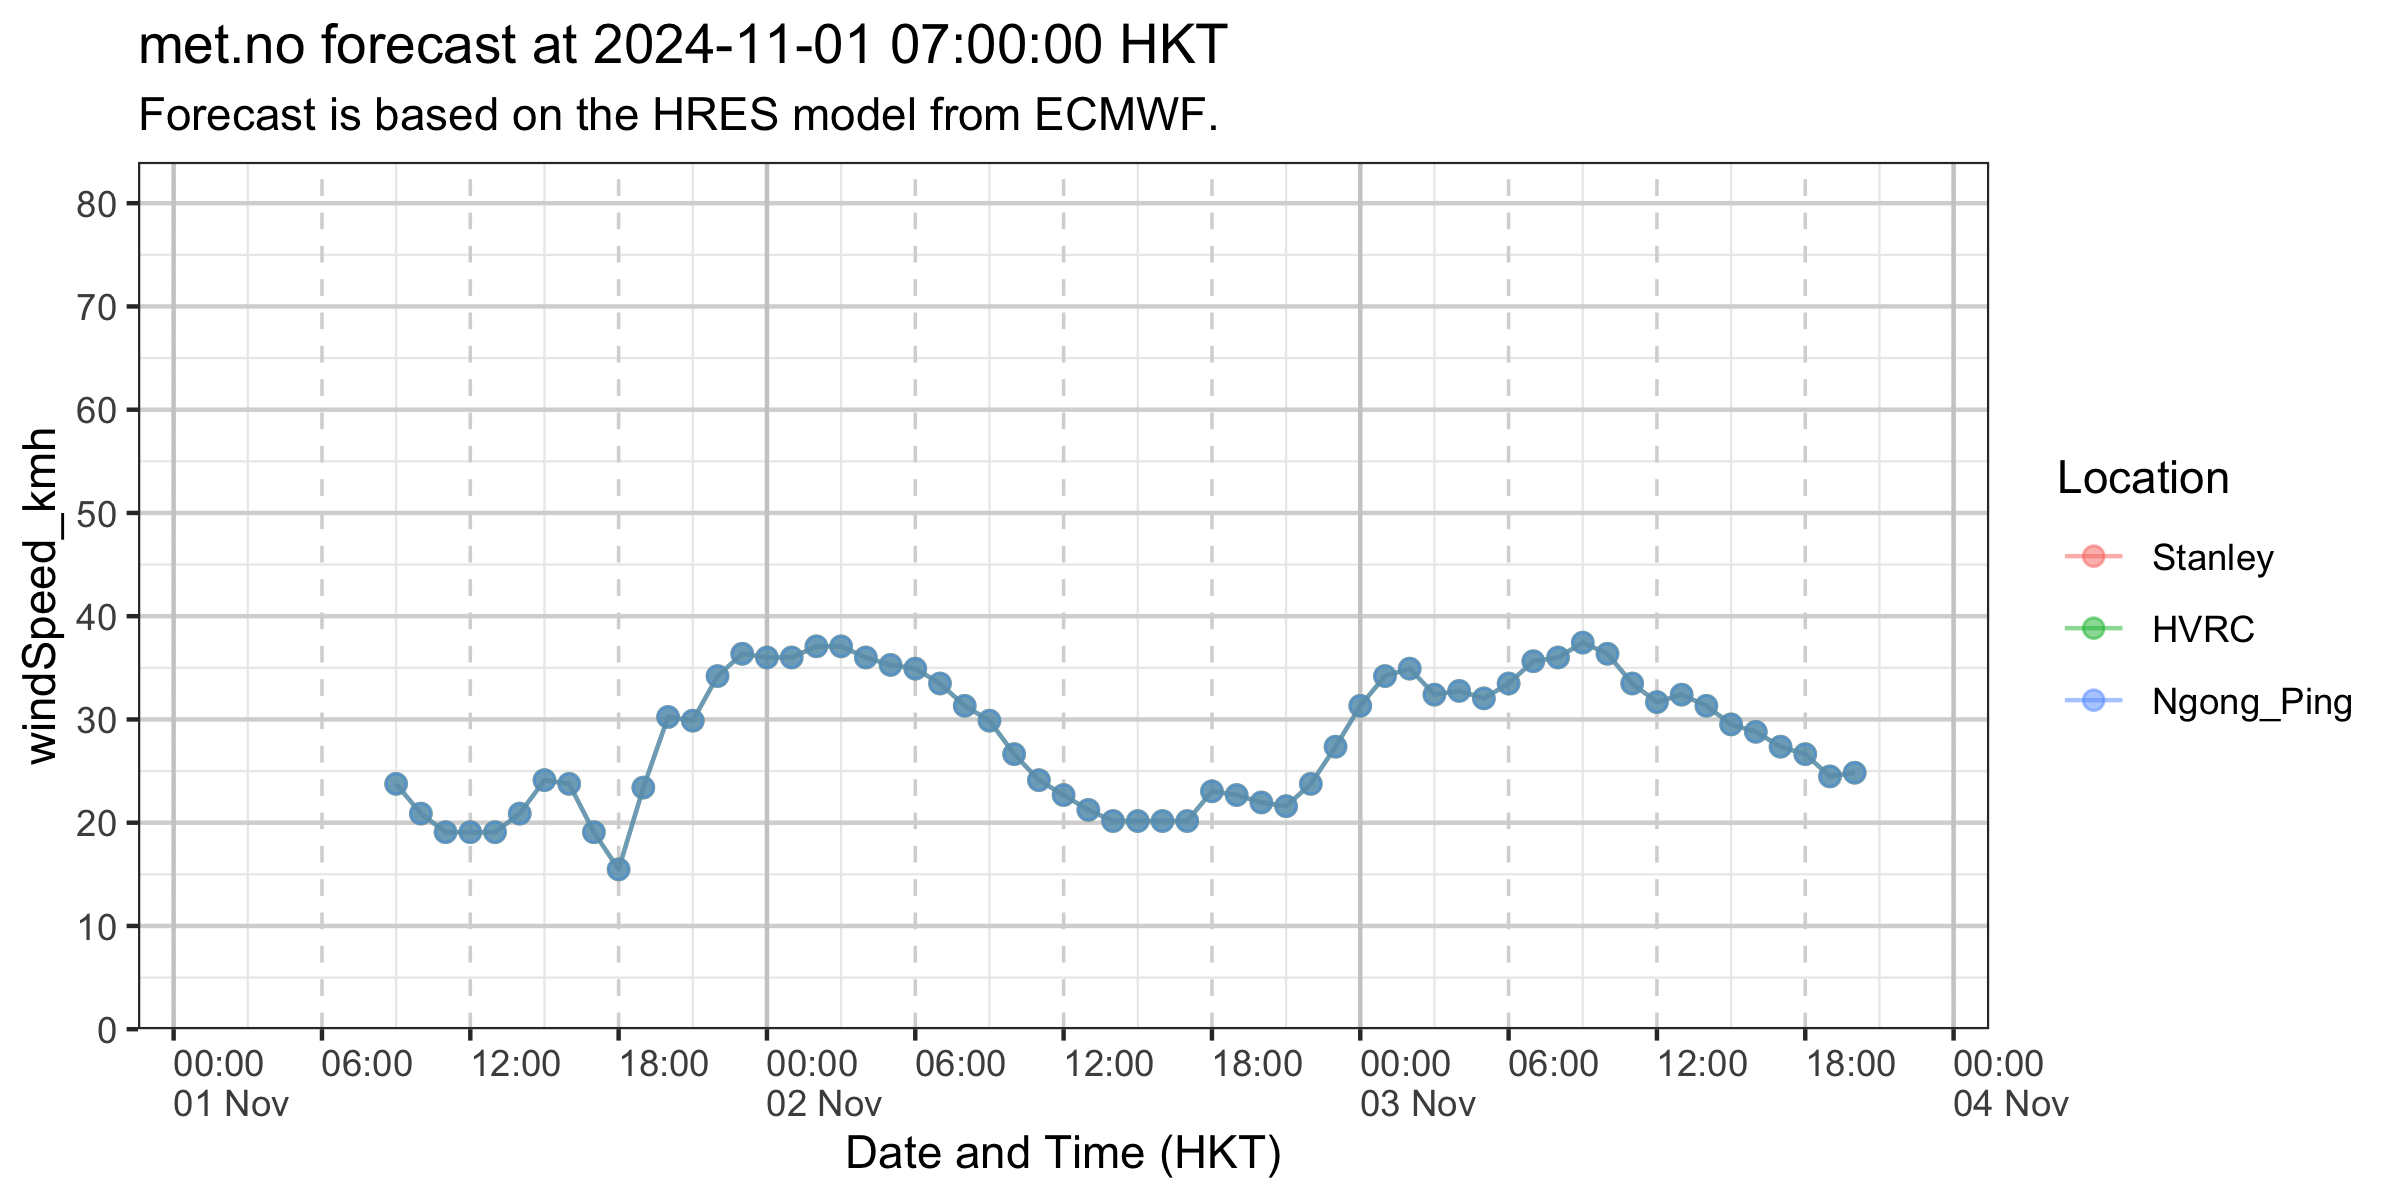 met.no forecast at 2024-11-01 07:00:00 HKT
Forecast is based on the HRES model from ECMWF.
windSpeed_kmh
80
70
60
50
40
30
20
10
0
00:00 06:00 12:00 18:00 00:00 06:00 12:00 18:00 00:00 06:00 12:00 18:00 00:00
01 Nov 02 Nov 03 Nov 04 Nov
Date and Time (HKT)
Location
Stanley
HVRC
Ngong_Ping